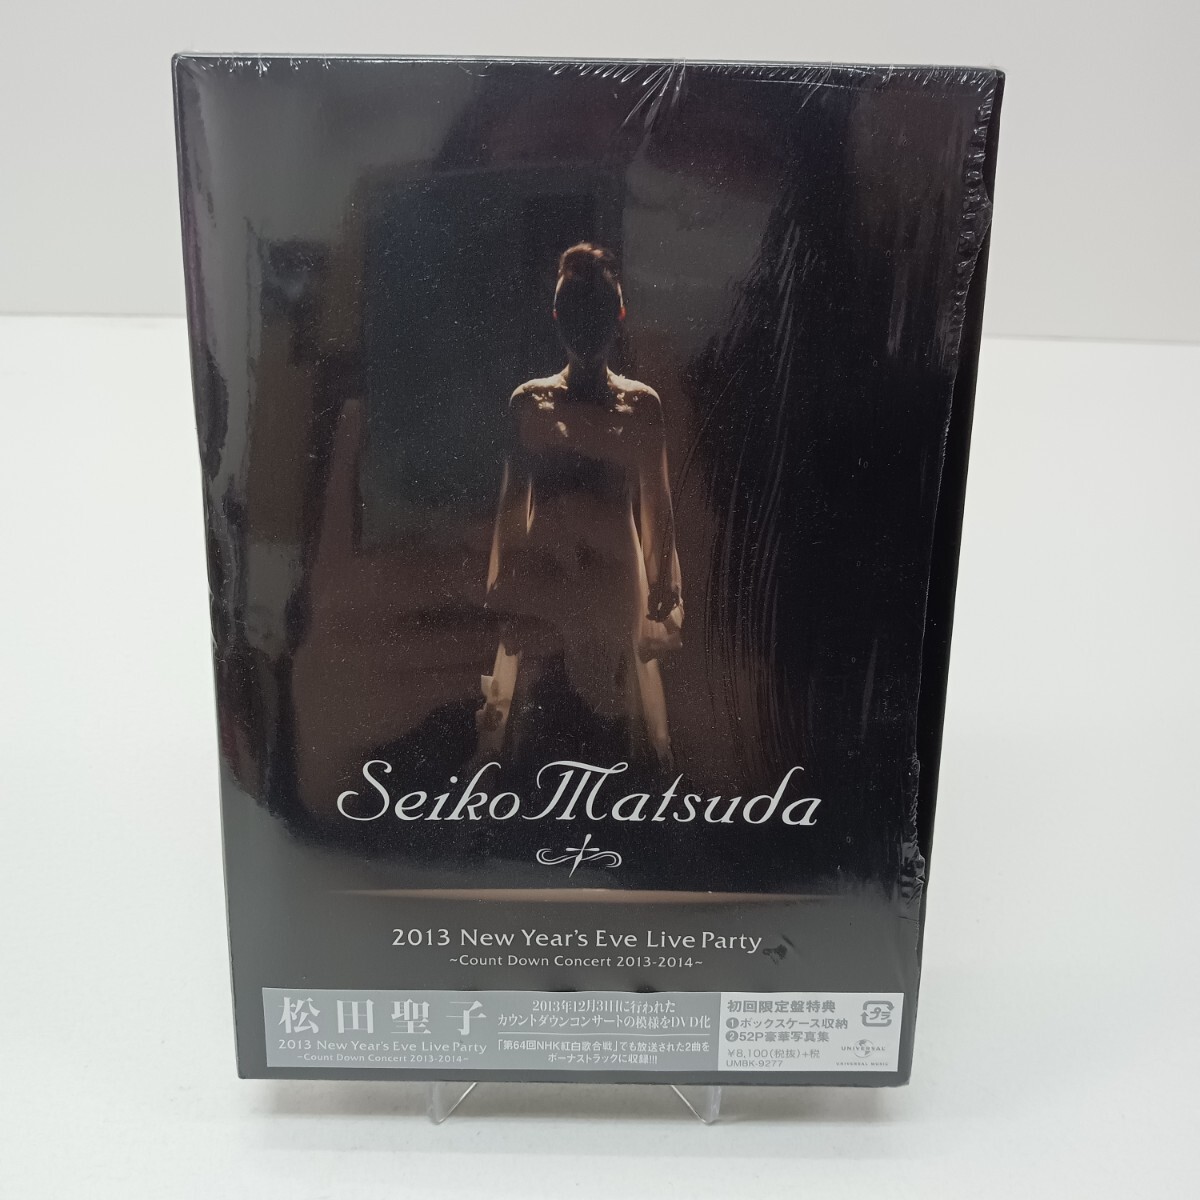 Seiko Matsuda
2013 New Year's Eve Live Party
~Count Down Concert 2013-2014~
松田聖子
2013 New Year's Eve Live Party
~Count Down Concert 2013-2014~
2013年12月31日に行われた
カウントダウンコンサートの模様をDVD化
「第64回NHK紅白歌合戦」でも放送された2曲を
ボーナストラックに収録!!!
初回限定盤特典
❶ボックスケース収納
❷52P豪華写真集
¥8,100(税抜)+税
UMBK-9277
プラ
UNIVERSAL
UNIVERSAL MUSIC